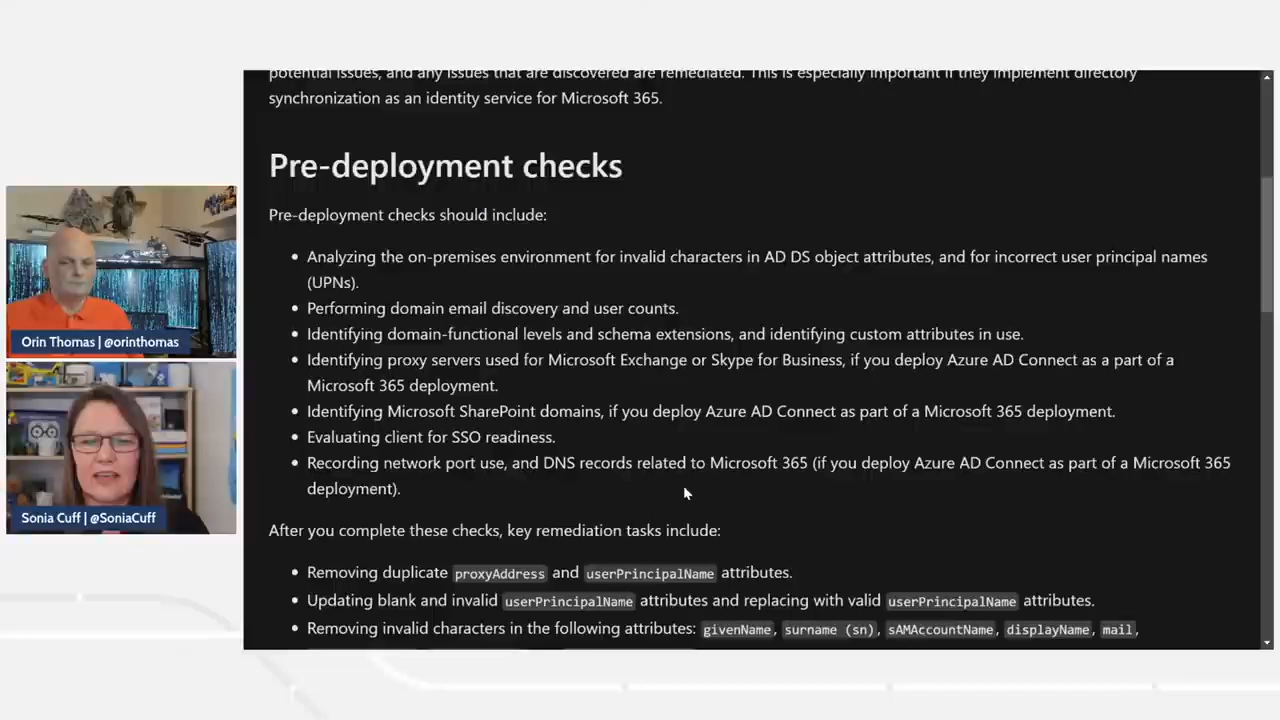 potential issues, and any issues that are discovered are remediated. This is especially important if they implement directory
synchronization as an identity service for Microsoft 365.
Pre-deployment checks
Pre-deployment checks should include:
• Analyzing the on-premises environment for invalid characters in AD DS object attributes, and for incorrect user principal names
(UPNs).
• Performing domain email discovery and user counts.
• Identifying domain-functional levels and schema extensions, and identifying custom attributes in use.
• Identifying proxy servers used for Microsoft Exchange or Skype for Business, if you deploy Azure AD Connect as a part of a
Microsoft 365 deployment.
• Identifying Microsoft SharePoint domains, if you deploy Azure AD Connect as part of a Microsoft 365 deployment.
• Evaluating client for SSO readiness.
• Recording network port use, and DNS records related to Microsoft 365 (if you deploy Azure AD Connect as part of a Microsoft 365
deployment).
After you complete these checks, key remediation tasks include:
• Removing duplicate proxyAddress and userPrincipalName attributes.
• Updating blank and invalid userPrincipalName attributes and replacing with valid userPrincipalName attributes.
• Removing invalid characters in the following attributes: givenName, surname (sn), sAMAccountName, displayName, mail,
Orin Thomas | @orinthomas
Sonia Cuff | @SoniaCuff